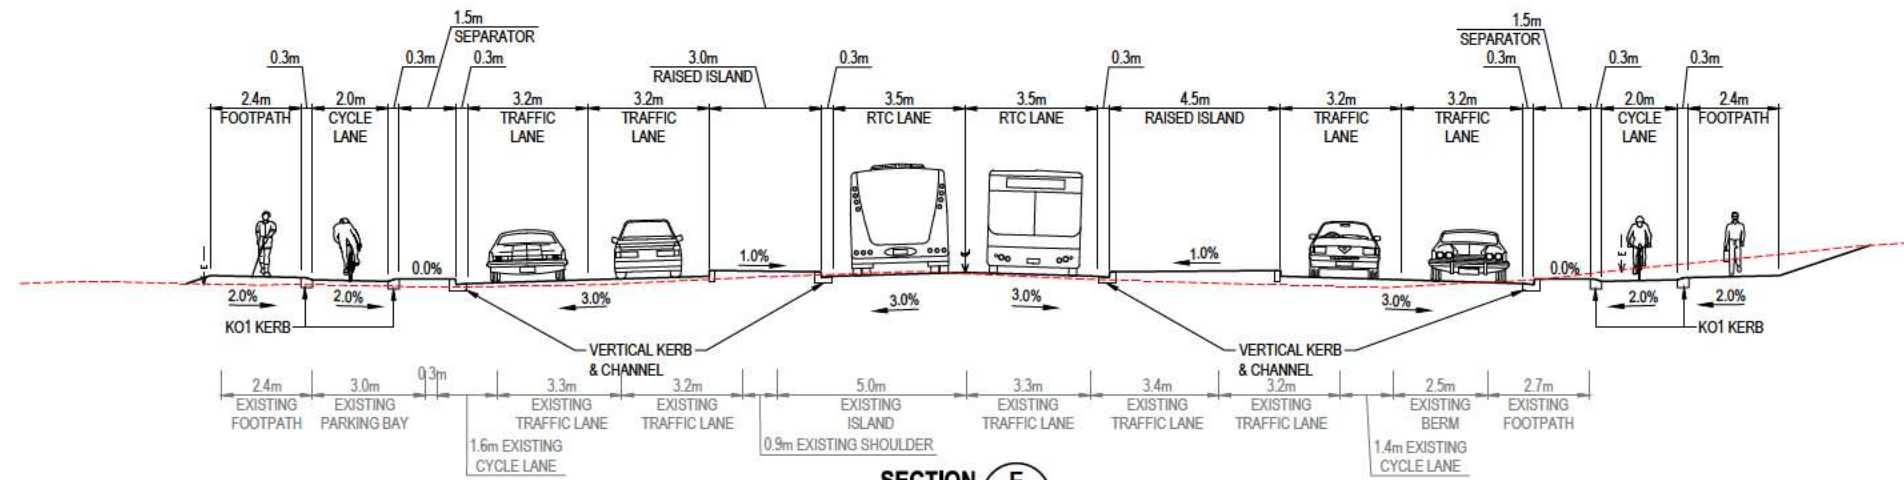 1.5m
SEPARATOR
1.5m
SEPARATOR
0.3m
0.3m
0.3m
3.0m
RAISED ISLAND
0.3m
0.3m
0.3m
0.3m
0.3m
2.4m
FOOTPATH
2.0m
CYCLE
LANE
3.2m
TRAFFIC
LANE
3.2m
TRAFFIC
LANE
3.5m
RTC LANE
3.5m
RTC LANE
4.5m
RAISED ISLAND
3.2m
TRAFFIC
LANE
3.2m
TRAFFIC
LANE
2.0m
CYCLE
LANE
2.4m
FOOTPATH
E
0.0%
1.0%
1.0%
0.0%
E
2.0%
2.0%
3.0%
3.0%
3.0%
3.0%
2.0%
2.0%
KO1 KERB
KO1 KERB
VERTICAL KERB
& CHANNEL
VERTICAL KERB
& CHANNEL
2.4m
EXISTING
FOOTPATH
3.0m
EXISTING
PARKING BAY
0.3m
1.6m EXISTING
CYCLE LANE
3.3m
EXISTING
TRAFFIC LANE
3.2m
EXISTING
TRAFFIC LANE
0.9m EXISTING SHOULDER
5.0m
EXISTING
ISLAND
3.3m
EXISTING
TRAFFIC LANE
3.4m
EXISTING
TRAFFIC LANE
3.2m
EXISTING
TRAFFIC LANE
1.4m EXISTING
CYCLE LANE
2.5m
EXISTING
BERM
2.7m
EXISTING
FOOTPATH
SECTION